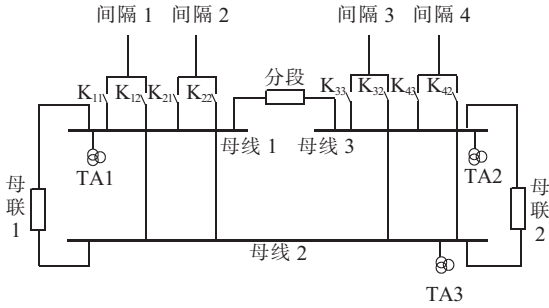 间隔 1
间隔 2
间隔 3
间隔 4
分段
K11
K12
K21
K22
K33
K32
K43
K42
母线 1
母线 3
TA1
TA2
母联 1
母联 2
母线 2
TA3